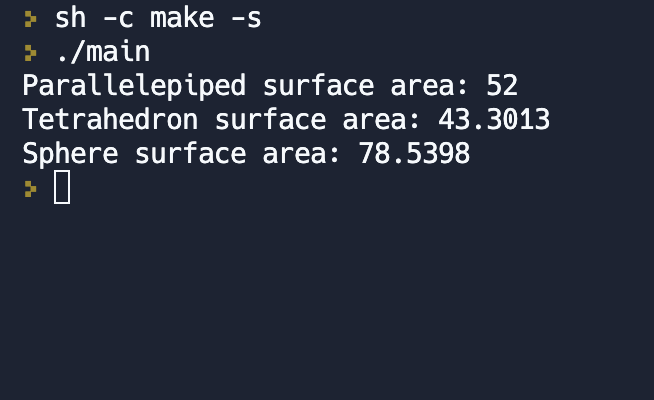 sh -c make -s
./main
Parallelepiped surface area: 52
Tetrahedron surface area: 43.3013
Sphere surface area: 78.5398